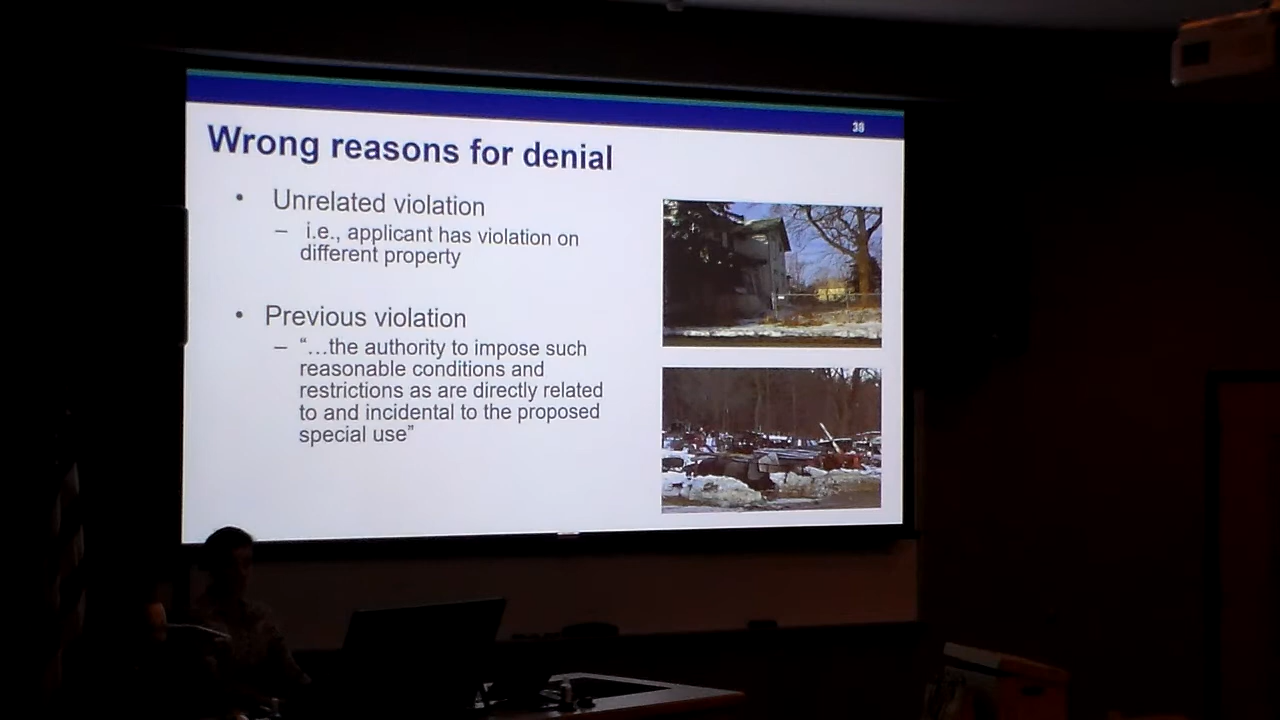 38
Wrong reasons for denial
• Unrelated violation
– i.e., applicant has violation on
different property
• Previous violation
– “…the authority to impose such
reasonable conditions and
restrictions as are directly related
to and incidental to the proposed
special use”